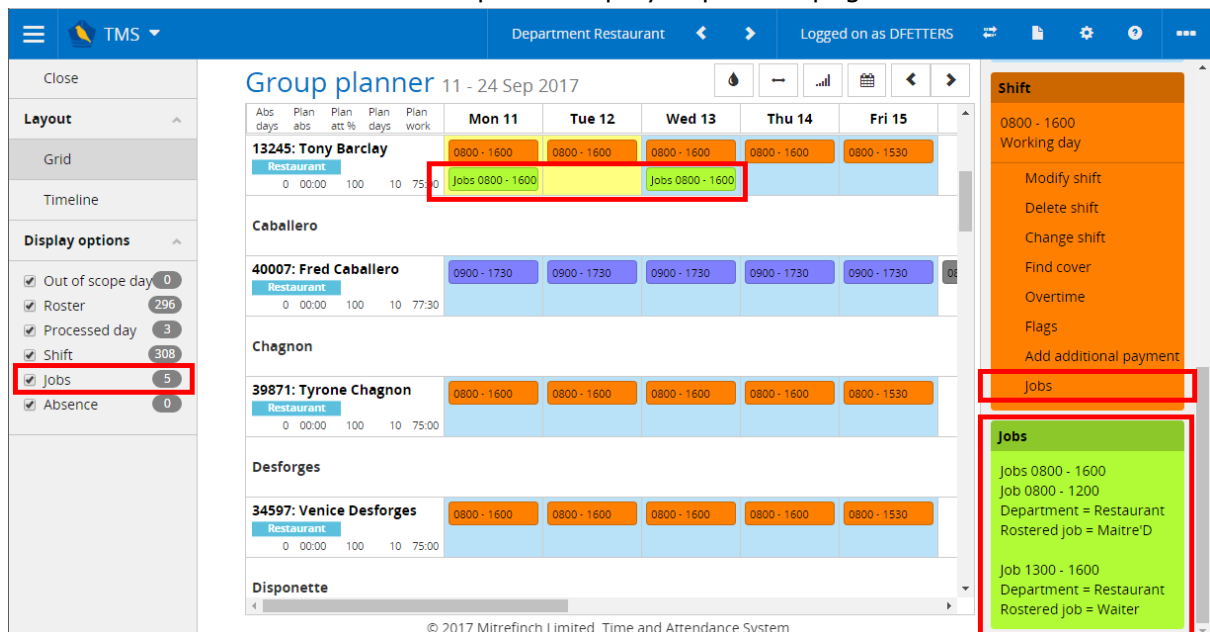 TMS
Department Restaurant
Logged on as DFETTERS
Close
Layout
Grid
Timeline
Display options
Out of scope day 0
Roster 296
Processed day 3
Shift 308
Jobs 5
Absence 0
Group planner 11 - 24 Sep 2017
Abs days Plan abs Plan att % Plan days Plan work Mon 11 Tue 12 Wed 13 Thu 14 Fri 15
13245: Tony Barclay 0800 - 1600 0800 - 1600 0800 - 1600 0800 - 1600 0800 - 1530
Restaurant
0 00:00 100 10 75:00 Jobs 0800 - 1600 Jobs 0800 - 1600
Caballero
40007: Fred Caballero 0900 - 1730 0900 - 1730 0900 - 1730 0900 - 1730 0900 - 1730
Restaurant
0 00:00 100 10 77:30
Chagnon
39871: Tyrone Chagnon 0800 - 1600 0800 - 1600 0800 - 1600 0800 - 1600 0800 - 1530
Restaurant
0 00:00 100 10 75:00
Desforges
34597: Venice Desforges 0800 - 1600 0800 - 1600 0800 - 1600 0800 - 1600 0800 - 1530
Restaurant
0 00:00 100 10 75:00
Disponette
© 2017 Mitrefinch Limited Time and Attendance System
Shift
0800 - 1600
Working day
Modify shift
Delete shift
Change shift
Find cover
Overtime
Flags
Add additional payment
Jobs
Jobs
Jobs 0800 - 1600
Job 0800 - 1200
Department = Restaurant
Rostered job = Maitre'D
Job 1300 - 1600
Department = Restaurant
Rostered job = Waiter